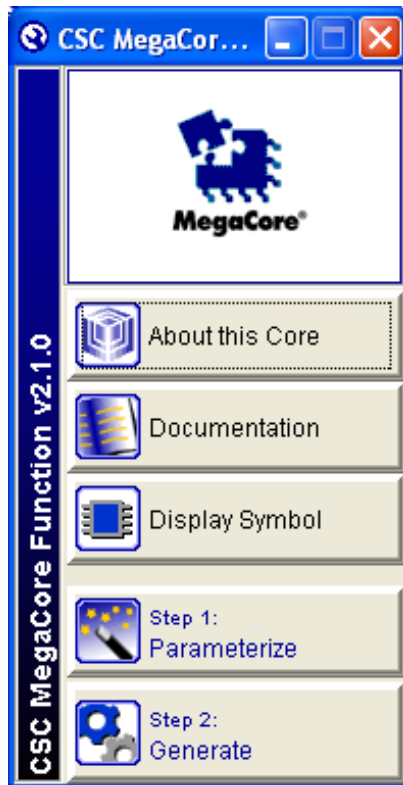 CSC MegaCor...
MegaCore®
CSC MegaCore Function v2.1.0
About this Core
Documentation
Display Symbol
Step 1:
Parameterize
Step 2:
Generate